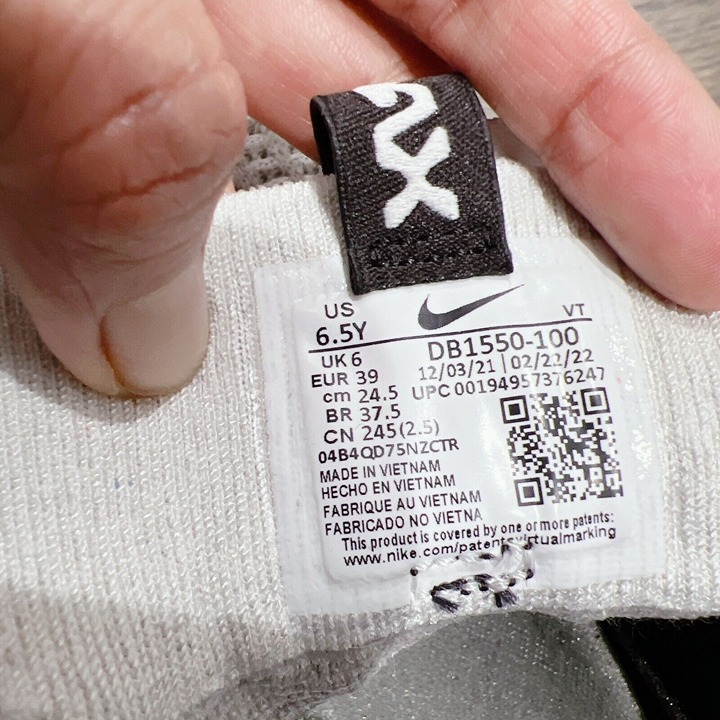 US
6.5Y
VT
DB1550-100
12/03/21 | 02/22/22
UPC 00194957376247
UK 6
EUR 39
cm 24.5
BR 37.5
CN 245(2.5)
04B4QD75NZCTR
MADE IN VIETNAM
HECHO EN VIETNAM
FABRIQUE AU VIETNAM
FABRICADO NO VIETNA
This product is covered by one or more patents:
www.nike.com/patentsvirtualmarking